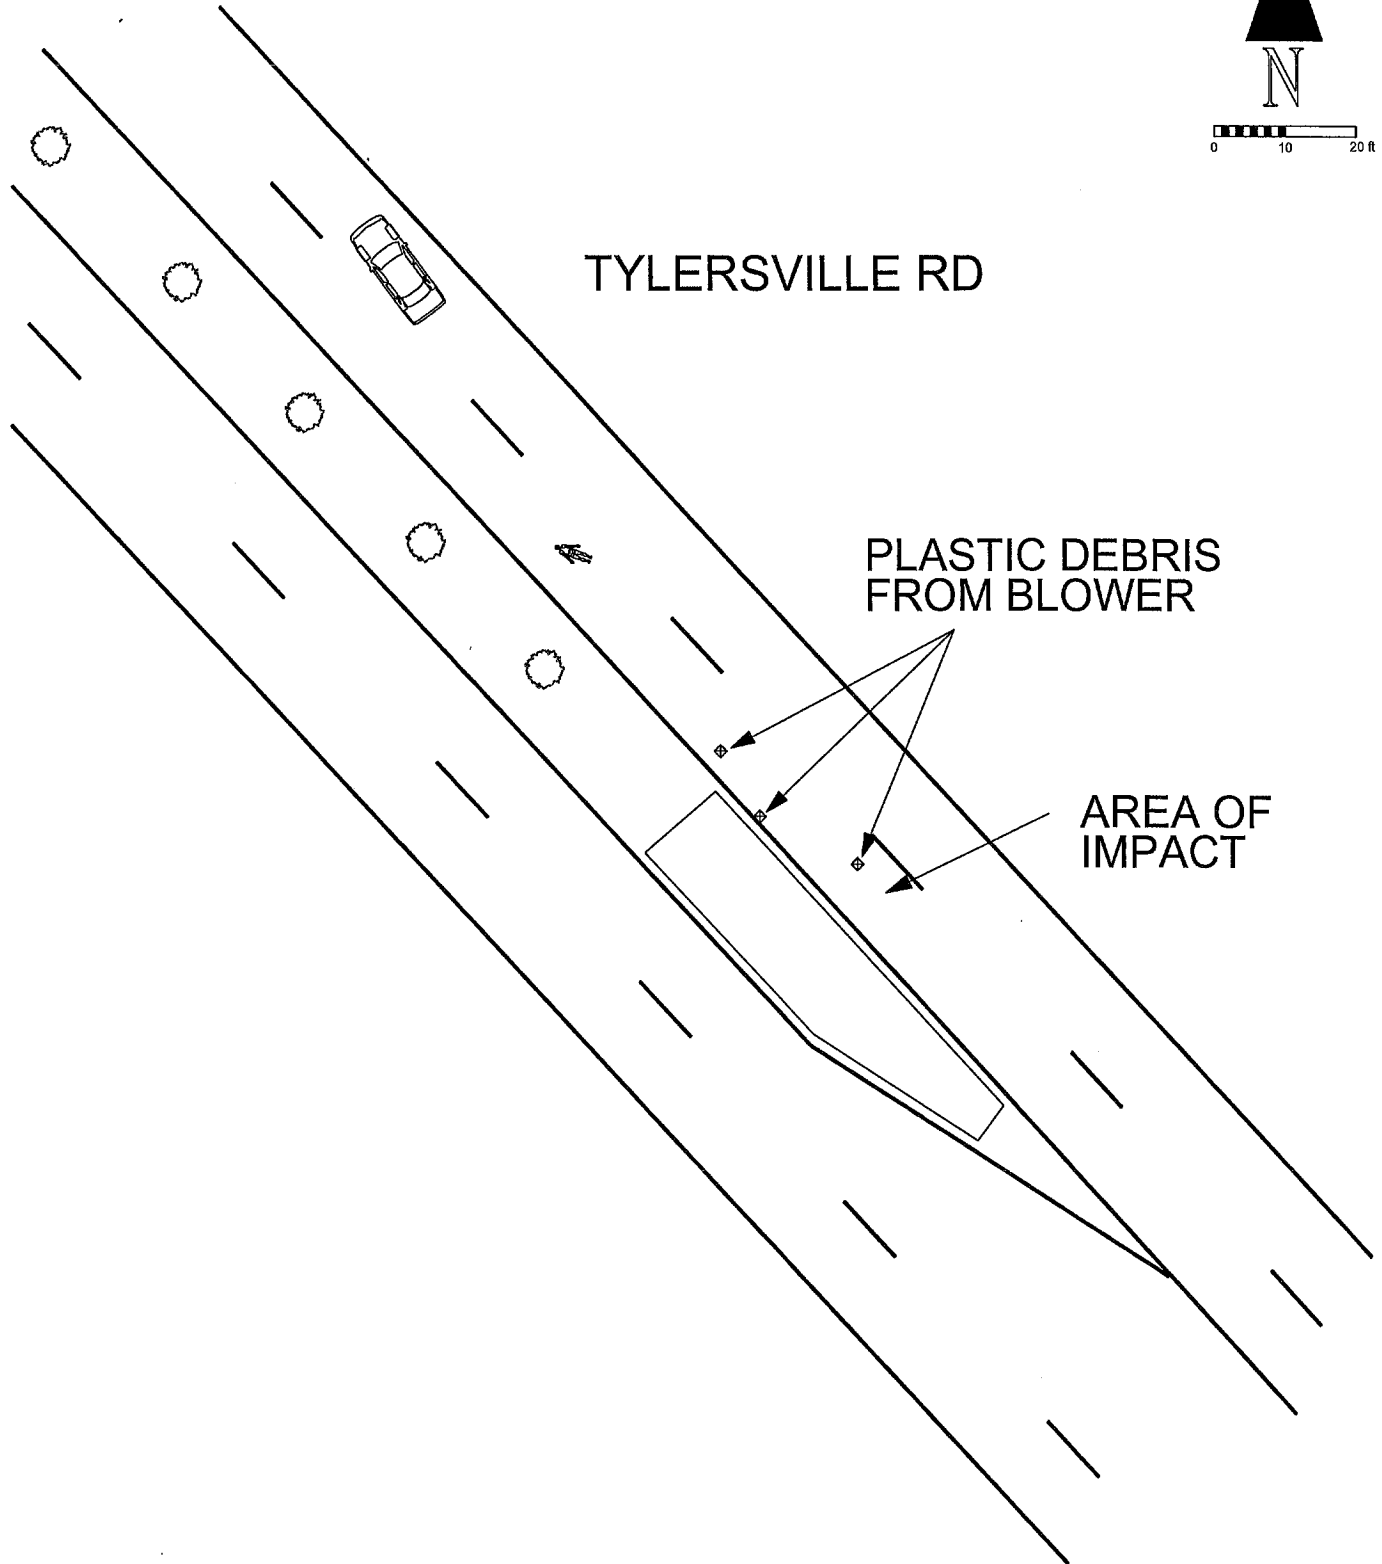 N
0 10 20 ft
TYLERSVILLE RD
PLASTIC DEBRIS
FROM BLOWER
AREA OF
IMPACT